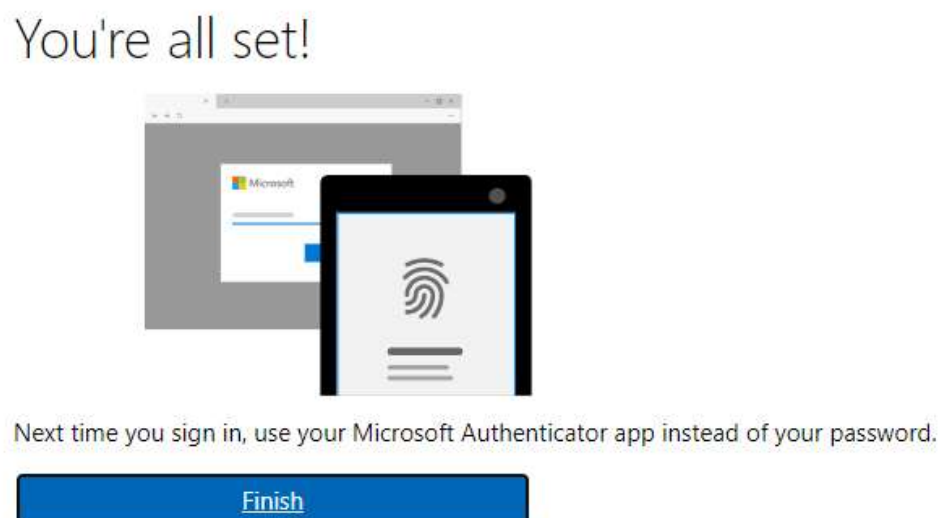 You're all set!
Microsoft
Next time you sign in, use your Microsoft Authenticator app instead of your password.
Finish